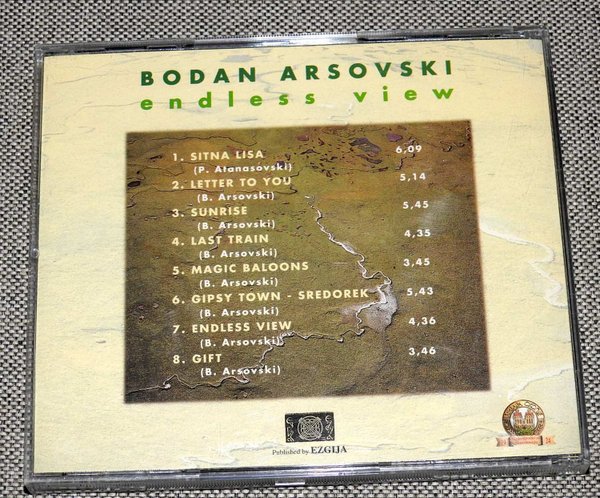 BODAN ARSOVSKI
endless view
1. SITNA LISA 6,09
(P. Atanasovski)
2. LETTER TO YOU 5,14
(B. Arsovski)
3. SUNRISE 5,45
(B. Arsovski)
4. LAST TRAIN 4,35
(B. Arsovski)
5. MAGIC BALOONS 3,45
(B. Arsovski)
6. GIPSY TOWN - SREDOREK 5,43
(B. Arsovski)
7. ENDLESS VIEW 4,36
(B. Arsovski)
8. GIFT 3,46
(B. Arsovski)
Published by EZGIJA